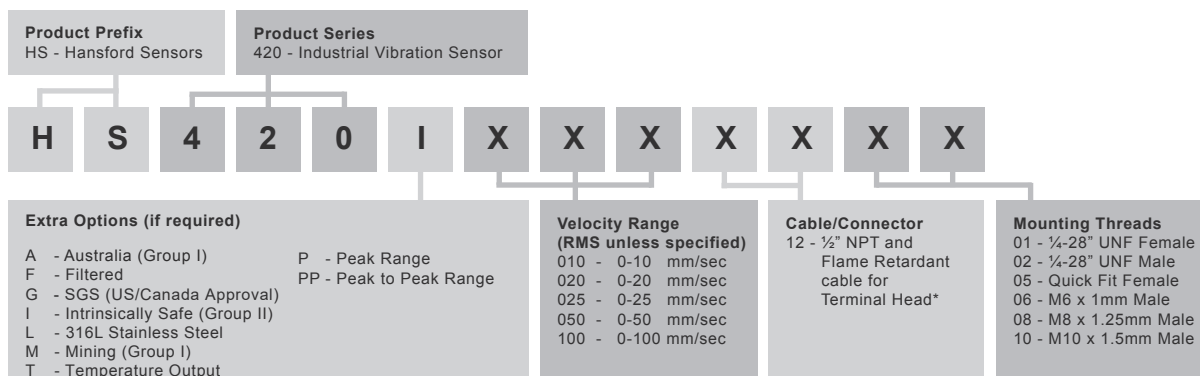 Product Prefix
HS - Hansford Sensors
Product Series
420 - Industrial Vibration Sensor
H S 4 2 0 I X X X X X X X
Extra Options (if required)
A - Australia (Group I)
F - Filtered
G - SGS (US/Canada Approval)
I - Intrinsically Safe (Group II)
L - 316L Stainless Steel
M - Mining (Group I)
T - Temperature Output
P - Peak Range
PP - Peak to Peak Range
Velocity Range
(RMS unless specified)
010 - 0-10 mm/sec
020 - 0-20 mm/sec
025 - 0-25 mm/sec
050 - 0-50 mm/sec
100 - 0-100 mm/sec
Cable/Connector
12 - ½” NPT and
Flame Retardant
cable for
Terminal Head*
Mounting Threads
01 - ¼-28” UNF Female
02 - ¼-28” UNF Male
05 - Quick Fit Female
06 - M6 x 1mm Male
08 - M8 x 1.25mm Male
10 - M10 x 1.5mm Male